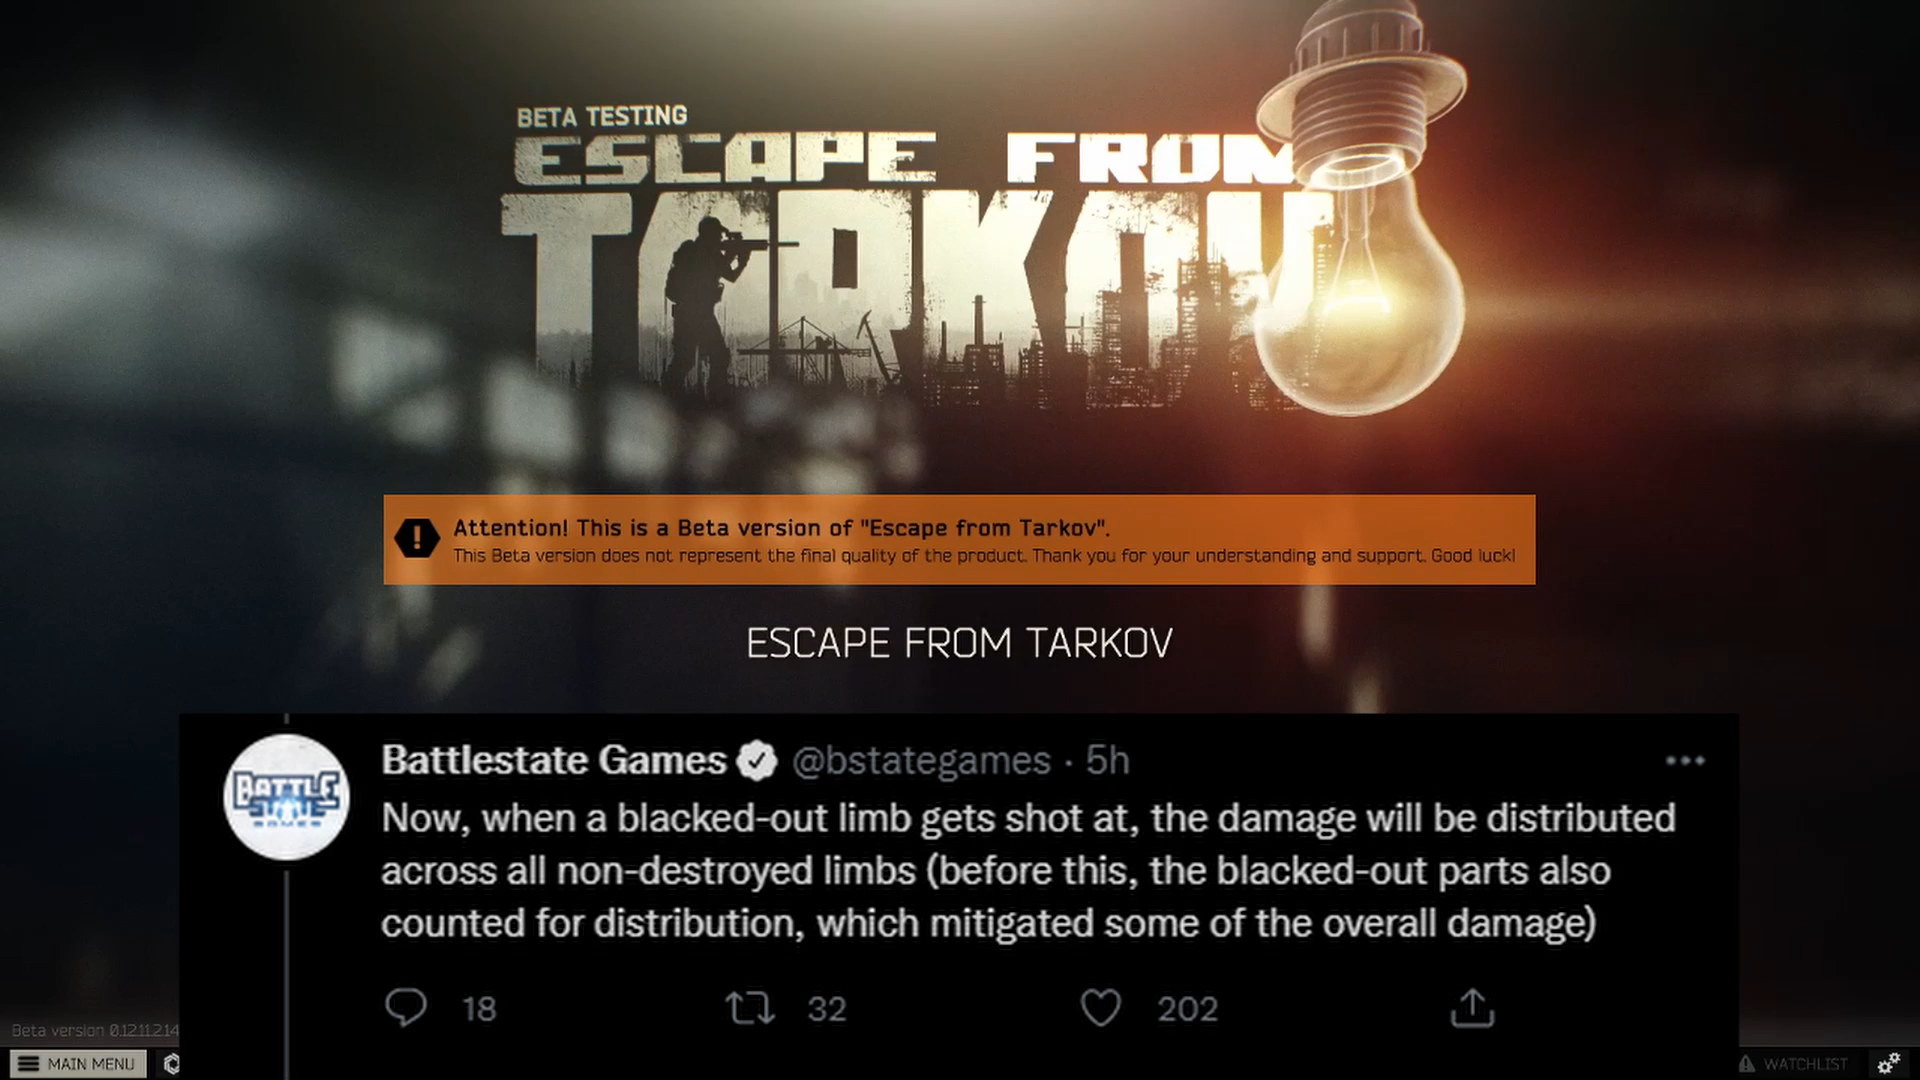 BETA TESTING
ESCAPE FROM
TARKOV
Attention! This is a Beta version of "Escape from Tarkov".
This Beta version does not represent the final quality of the product. Thank you for your understanding and support. Good luck!
ESCAPE FROM TARKOV
Battlestate Games @bstategames · 5h
BATTLE
STATE
GAMES
Now, when a blacked-out limb gets shot at, the damage will be distributed
across all non-destroyed limbs (before this, the blacked-out parts also
counted for distribution, which mitigated some of the overall damage)
18 32 202
Beta version 0.12.11.2.14
MAIN MENU
WATCHLIST